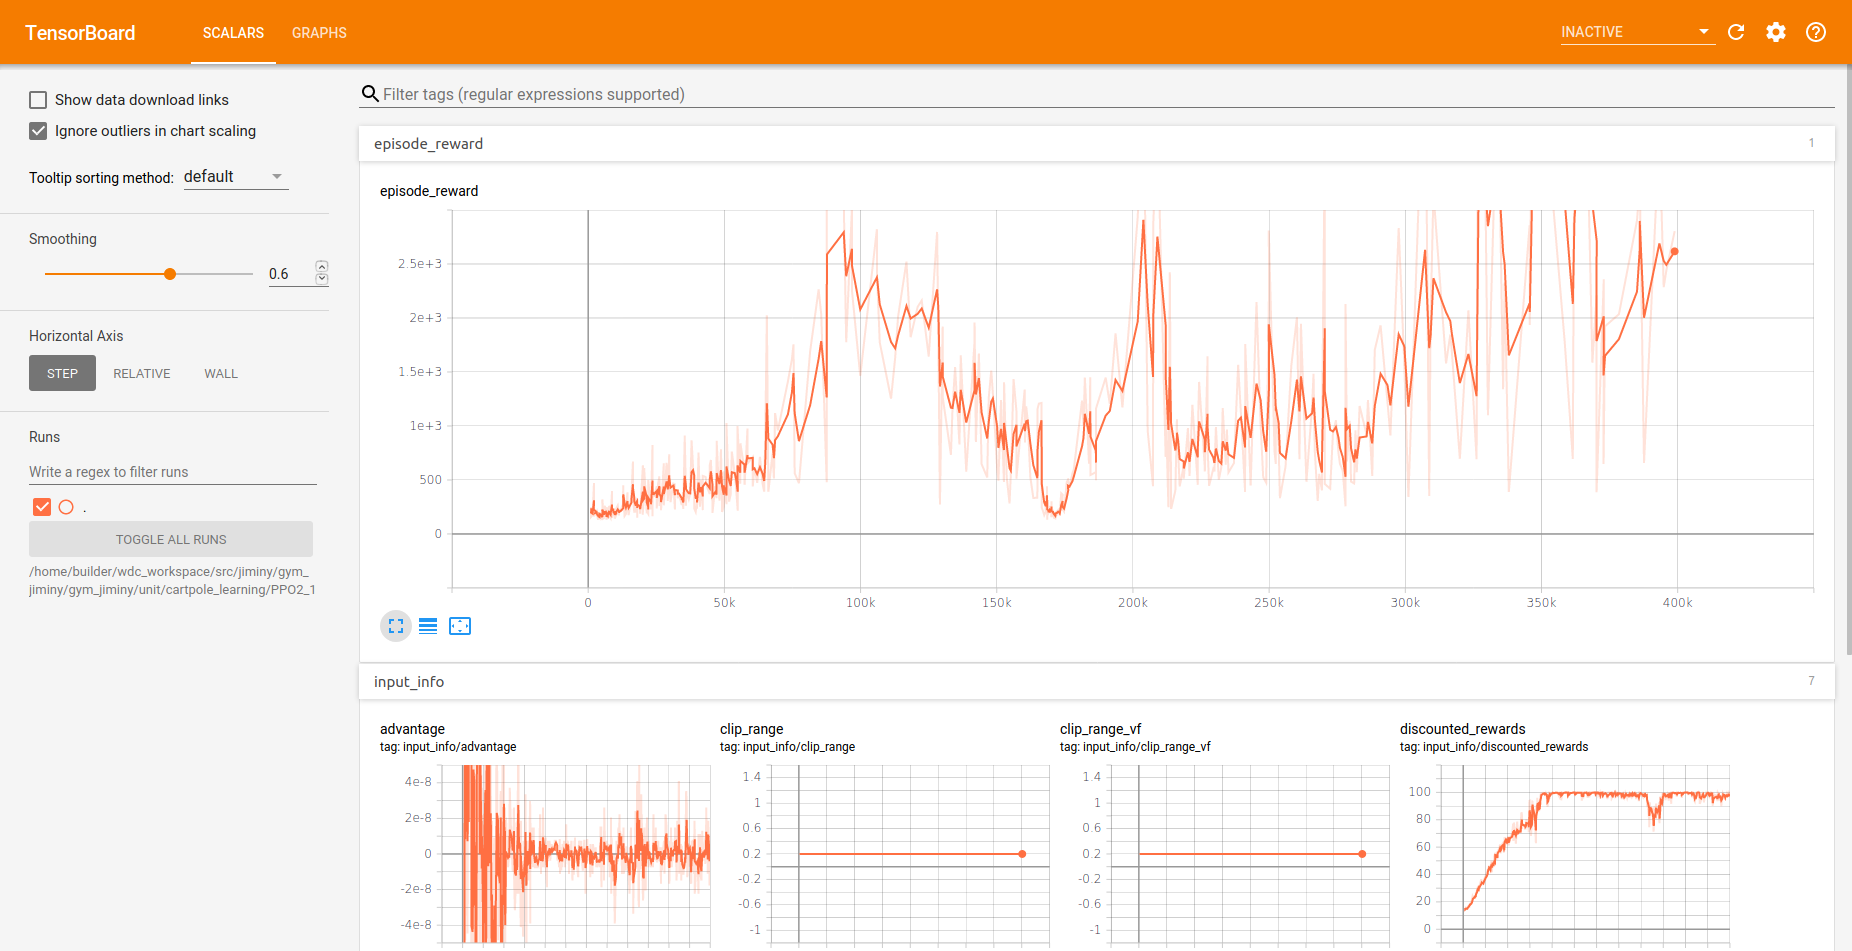 TensorBoard SCALARS GRAPHS INACTIVE
Show data download links
Ignore outliers in chart scaling
Tooltip sorting method: default
Smoothing
0.6
Horizontal Axis
STEP RELATIVE WALL
Runs
Write a regex to filter runs
.
TOGGLE ALL RUNS
/home/builder/wdc_workspace/src/jiminy/gym_
jiminy/gym_jiminy/unit/cartpole_learning/PPO2_1
Filter tags (regular expressions supported)
episode_reward 1
episode_reward
2.5e+3
2e+3
1.5e+3
1e+3
500
0
0 50k 100k 150k 200k 250k 300k 350k 400k
input_info 7
advantage
tag: input_info/advantage
4e-8
2e-8
0
-2e-8
-4e-8
clip_range
tag: input_info/clip_range
1.4
1
0.6
0.2
-0.2
-0.6
-1
clip_range_vf
tag: input_info/clip_range_vf
1.4
1
0.6
0.2
-0.2
-0.6
-1
discounted_rewards
tag: input_info/discounted_rewards
100
80
60
40
20
0